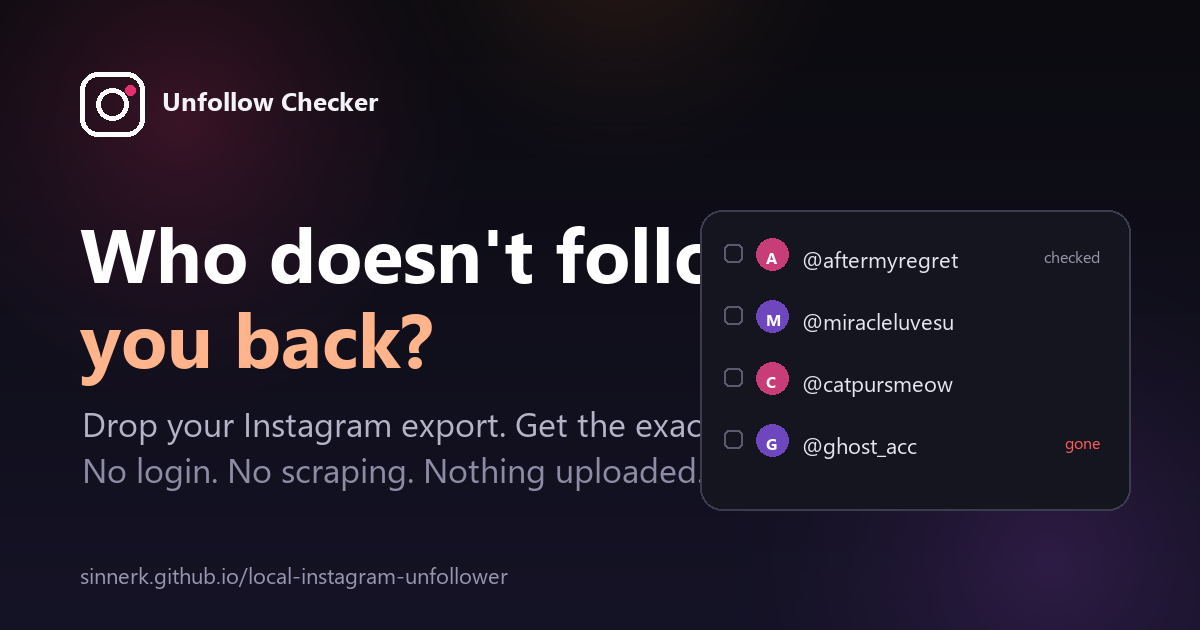 Unfollow Checker
Who doesn't follo
you back?
Drop your Instagram export. Get the exac
No login. No scraping. Nothing uploaded.
A @aftermyregret checked
M @miracleluvesu
C @catpursmeow
G @ghost_acc gone
sinnerk.github.io/local-instagram-unfollower